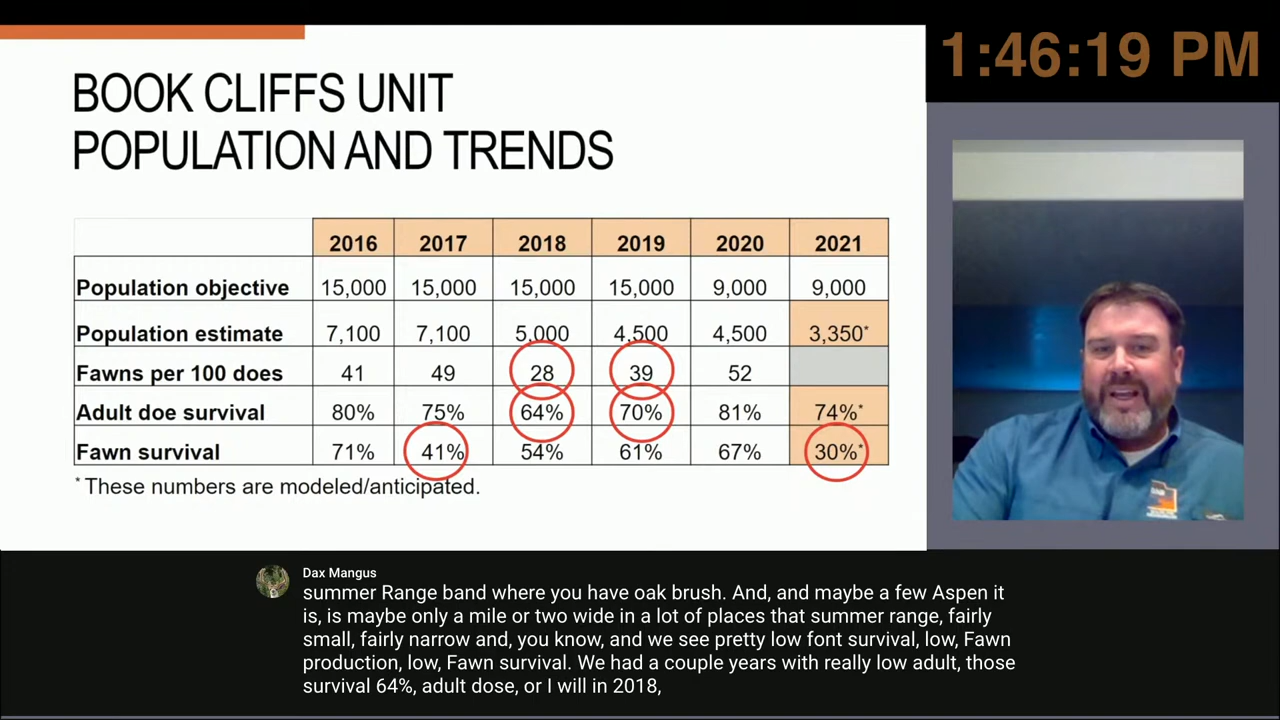 1:46:19 PM
BOOK CLIFFS UNIT
POPULATION AND TRENDS
2016 2017 2018 2019 2020 2021
Population objective 15,000 15,000 15,000 15,000 9,000 9,000
Population estimate 7,100 7,100 5,000 4,500 4,500 3,350*
Fawns per 100 does 41 49 28 39 52
Adult doe survival 80% 75% 64% 70% 81% 74%*
Fawn survival 71% 41% 54% 61% 67% 30%*
* These numbers are modeled/anticipated.
Dax Mangus
summer Range band where you have oak brush. And, and maybe a few Aspen it
is, is maybe only a mile or two wide in a lot of places that summer range, fairly
small, fairly narrow and, you know, and we see pretty low font survival, low, Fawn
production, low, Fawn survival. We had a couple years with really low adult, those
survival 64%, adult dose, or I will in 2018,